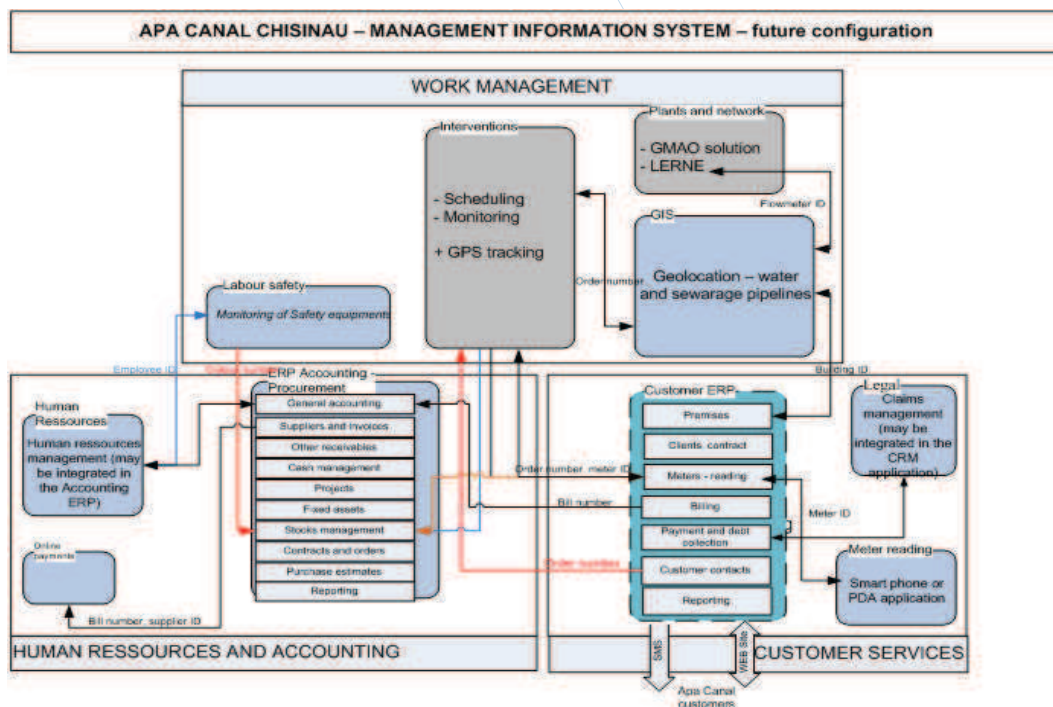 APA CANAL CHISINAU – MANAGEMENT INFORMATION SYSTEM – future configuration
WORK MANAGEMENT
Plants and network
- GMAO solution
- LERNE
Interventions
- Scheduling
- Monitoring
+ GPS tracking
Flowmeter ID
GIS
Geolocation – water
and sewarage pipelines
Order number
Labour safety
Monitoring of Safety equipments
Employee ID
Building ID
ERP Accounting -
Procurement
General accounting
Suppliers and invoices
Other receivables
Cash management
Projects
Fixed assets
Stocks management
Contracts and orders
Purchase estimates
Reporting
Human
Ressources
Human ressources
management (may
be integrated in
the Accounting
ERP)
Online
payments
Bill number, supplier ID
HUMAN RESSOURCES AND ACCOUNTING
Customer ERP
Premises
Clients contract
Meters - reading
Billing
Payment and debt
collection
Customer contacts
Reporting
Order number, meter ID
Bill number
Order number
Legal
Claims
management
(may be
integrated in
the CRM
application)
Meter ID
Meter reading
Smart phone or
PDA application
CUSTOMER SERVICES
SMS
WEB Site
Apa Canal
customers